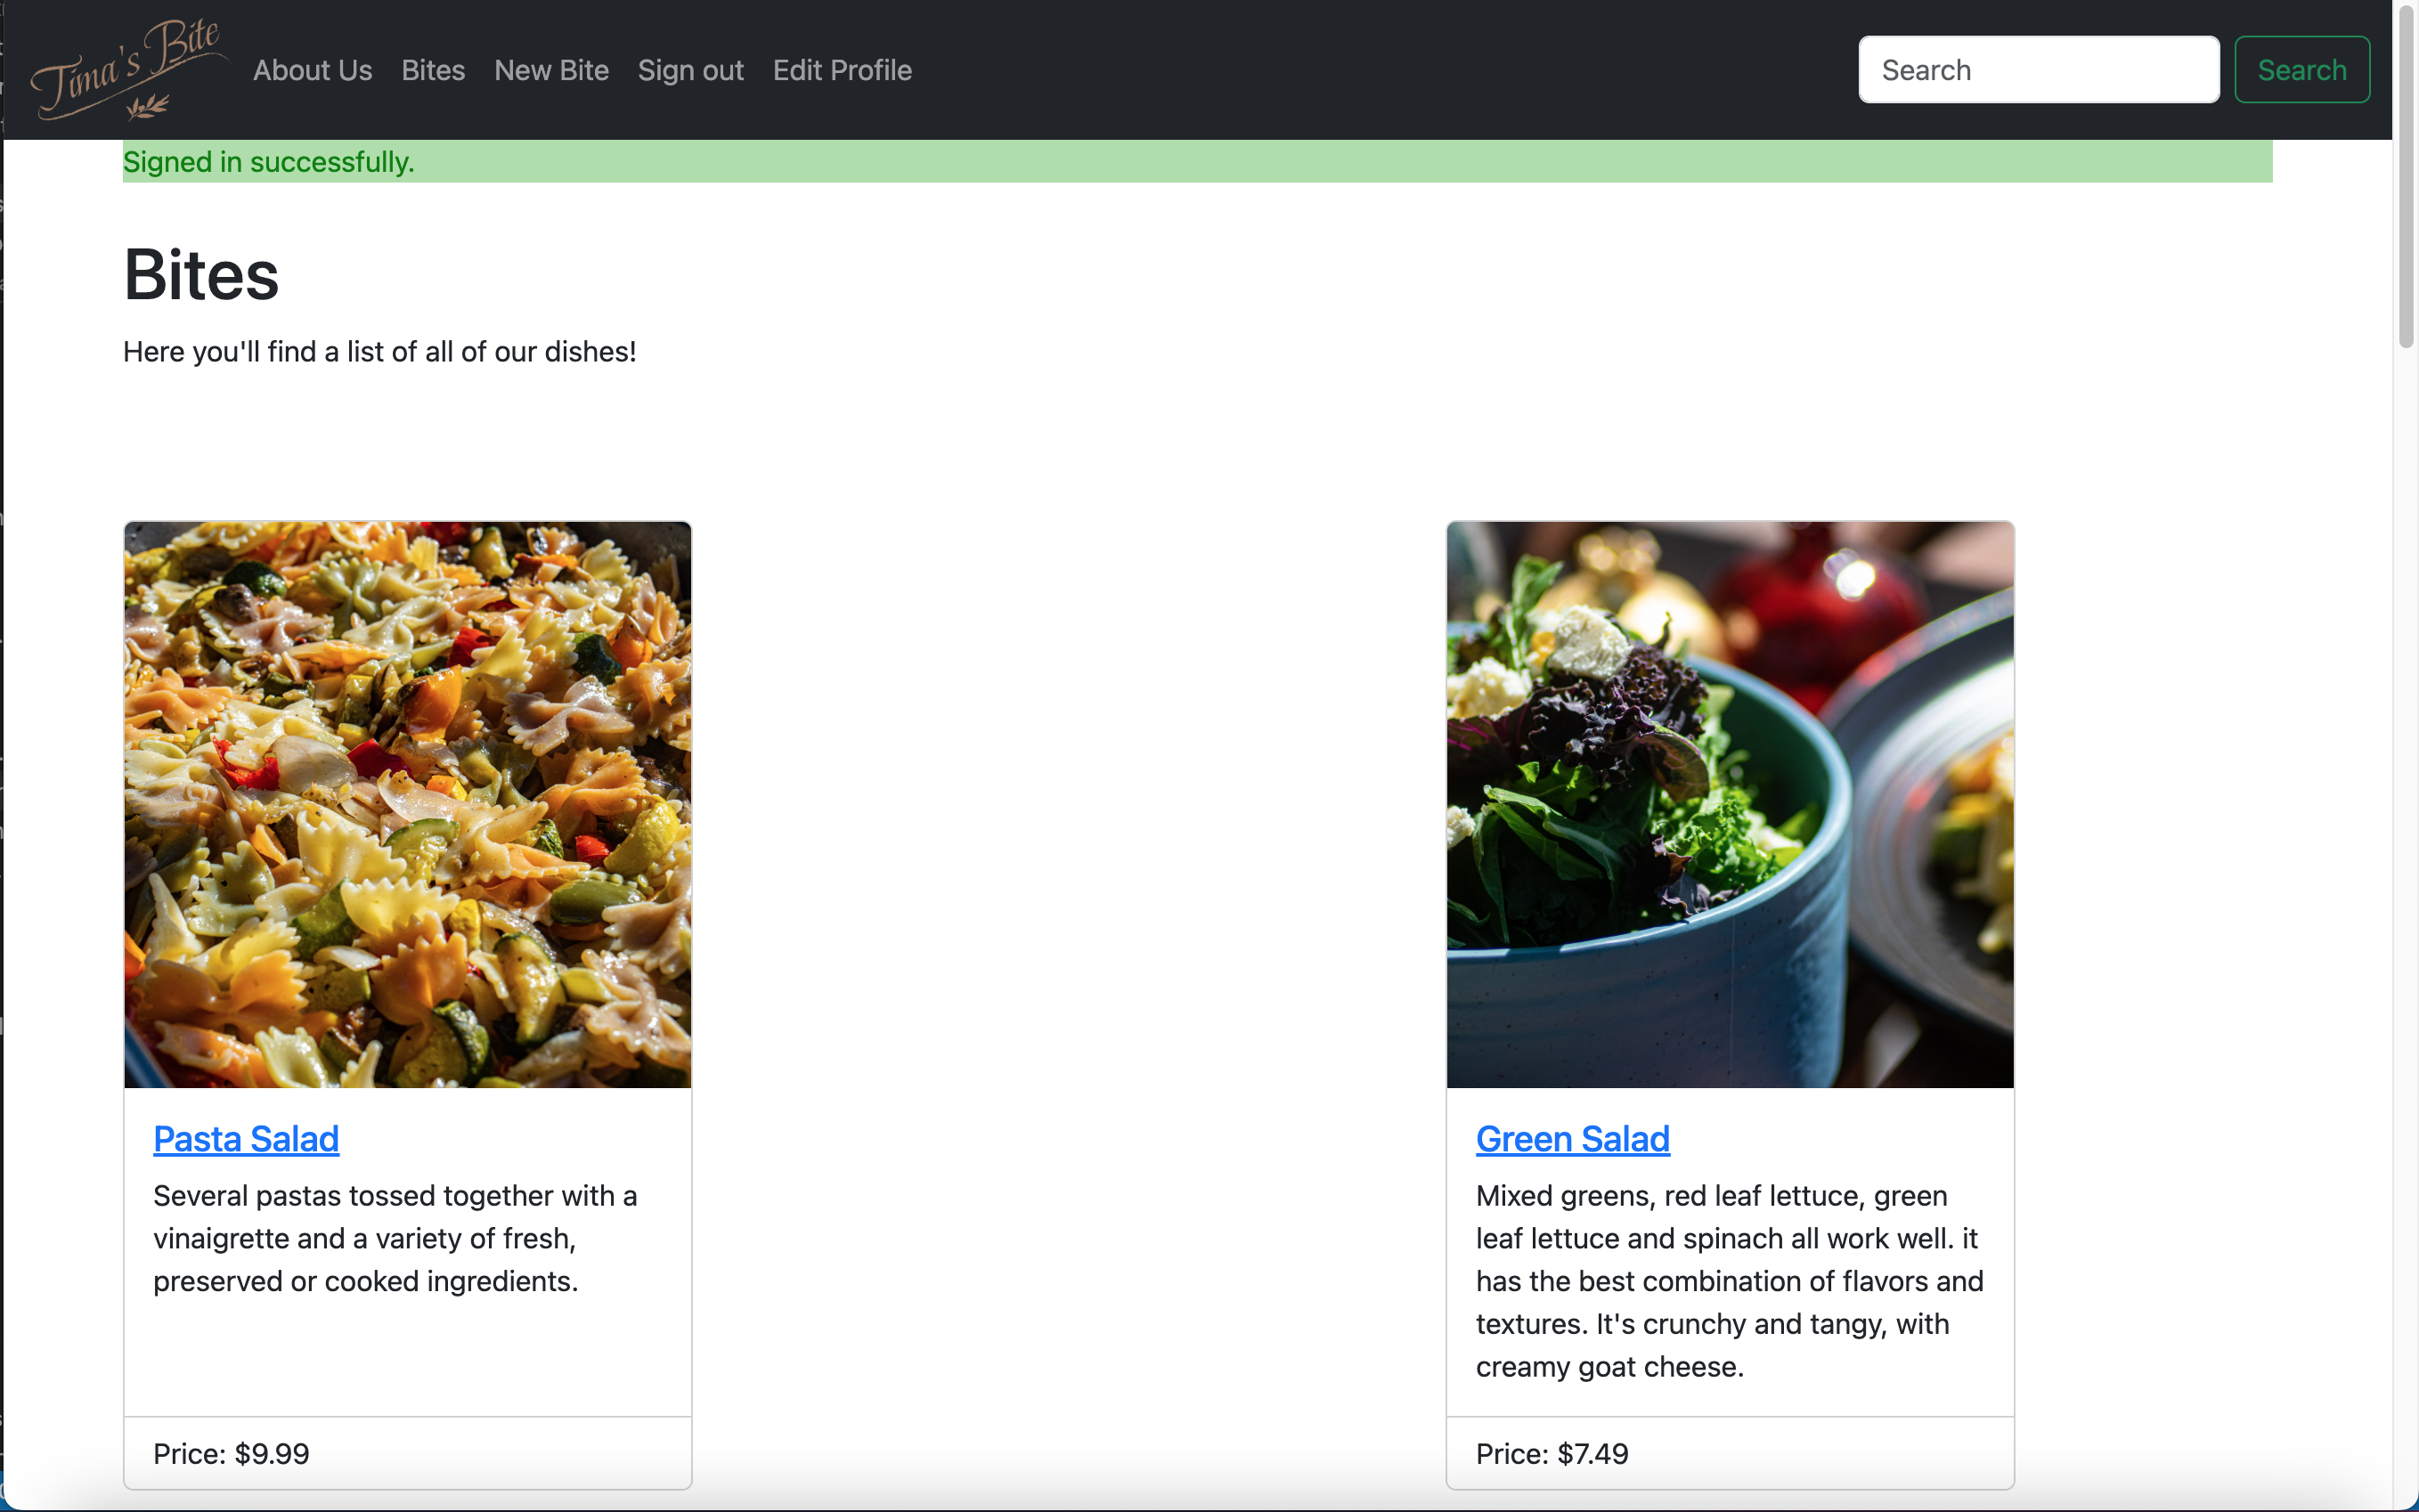 Tima's Bite
About Us Bites New Bite Sign out Edit Profile Search Search
Signed in successfully.
Bites
Here you'll find a list of all of our dishes!
Pasta Salad
Several pastas tossed together with a
vinaigrette and a variety of fresh,
preserved or cooked ingredients.
Price: $9.99
Green Salad
Mixed greens, red leaf lettuce, green
leaf lettuce and spinach all work well. it
has the best combination of flavors and
textures. It's crunchy and tangy, with
creamy goat cheese.
Price: $7.49